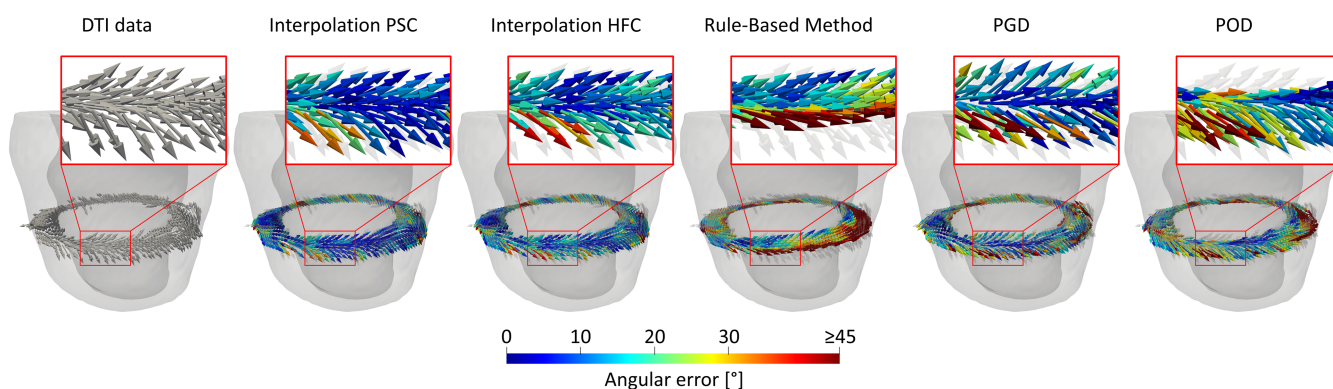 DTI data
Interpolation PSC
Interpolation HFC
Rule-Based Method
PGD
POD
0 10 20 30 ≥45
Angular error [°]